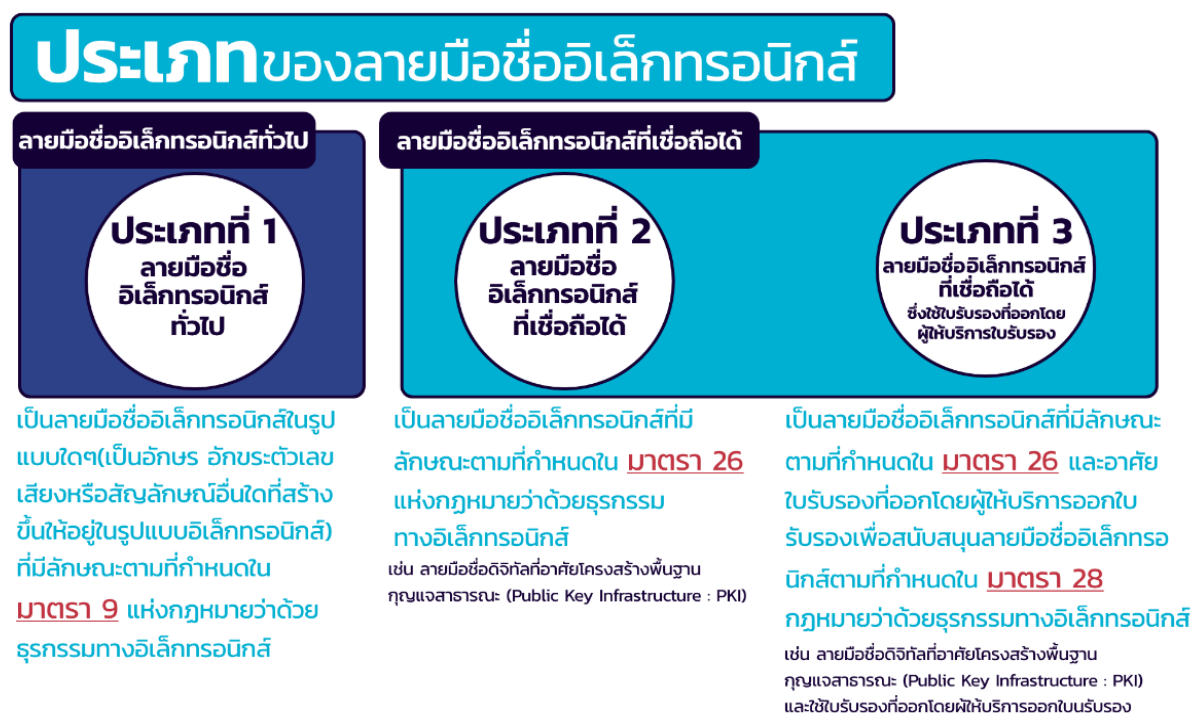 ประเภทของลายมือชื่ออิเล็กทรอนิกส์
ลายมือชื่ออิเล็กทรอนิกส์ทั่วไป
ประเภทที่ 1
ลายมือชื่อ
อิเล็กทรอนิกส์
ทั่วไป
เป็นลายมือชื่ออิเล็กทรอนิกส์ในรูป
แบบใดๆ(เป็นอักษร อักขระตัวเลข
เสียงหรือสัญลักษณ์อื่นใดที่สร้าง
ขึ้นให้อยู่ในรูปแบบอิเล็กทรอนิกส์)
ที่มีลักษณะตามที่กำหนดใน
มาตรา 9 แห่งกฎหมายว่าด้วย
ธุรกรรมทางอิเล็กทรอนิกส์
ลายมือชื่ออิเล็กทรอนิกส์ที่เชื่อถือได้
ประเภทที่ 2
ลายมือชื่อ
อิเล็กทรอนิกส์
ที่เชื่อถือได้
เป็นลายมือชื่ออิเล็กทรอนิกส์ที่มี
ลักษณะตามที่กำหนดใน มาตรา 26
แห่งกฎหมายว่าด้วยธุรกรรม
ทางอิเล็กทรอนิกส์
เช่น ลายมือชื่อดิจิทัลที่อาศัยโครงสร้างพื้นฐาน
กุญแจสาธารณะ (Public Key Infrastructure : PKI)
ประเภทที่ 3
ลายมือชื่ออิเล็กทรอนิกส์
ที่เชื่อถือได้
ซึ่งใช้ใบรับรองที่ออกโดย
ผู้ให้บริการใบรับรอง
เป็นลายมือชื่ออิเล็กทรอนิกส์ที่มีลักษณะ
ตามที่กำหนดใน มาตรา 26 และอาศัย
ใบรับรองที่ออกโดยผู้ให้บริการออกใบ
รับรองเพื่อสนับสนุนลายมือชื่ออิเล็กทรอ
นิกส์ตามที่กำหนดใน มาตรา 28
กฎหมายว่าด้วยธุรกรรมทางอิเล็กทรอนิกส์
เช่น ลายมือชื่อดิจิทัลที่อาศัยโครงสร้างพื้นฐาน
กุญแจสาธารณะ (Public Key Infrastructure : PKI)
และใช้ใบรับรองที่ออกโดยผู้ให้บริการออกใบนรับรอง